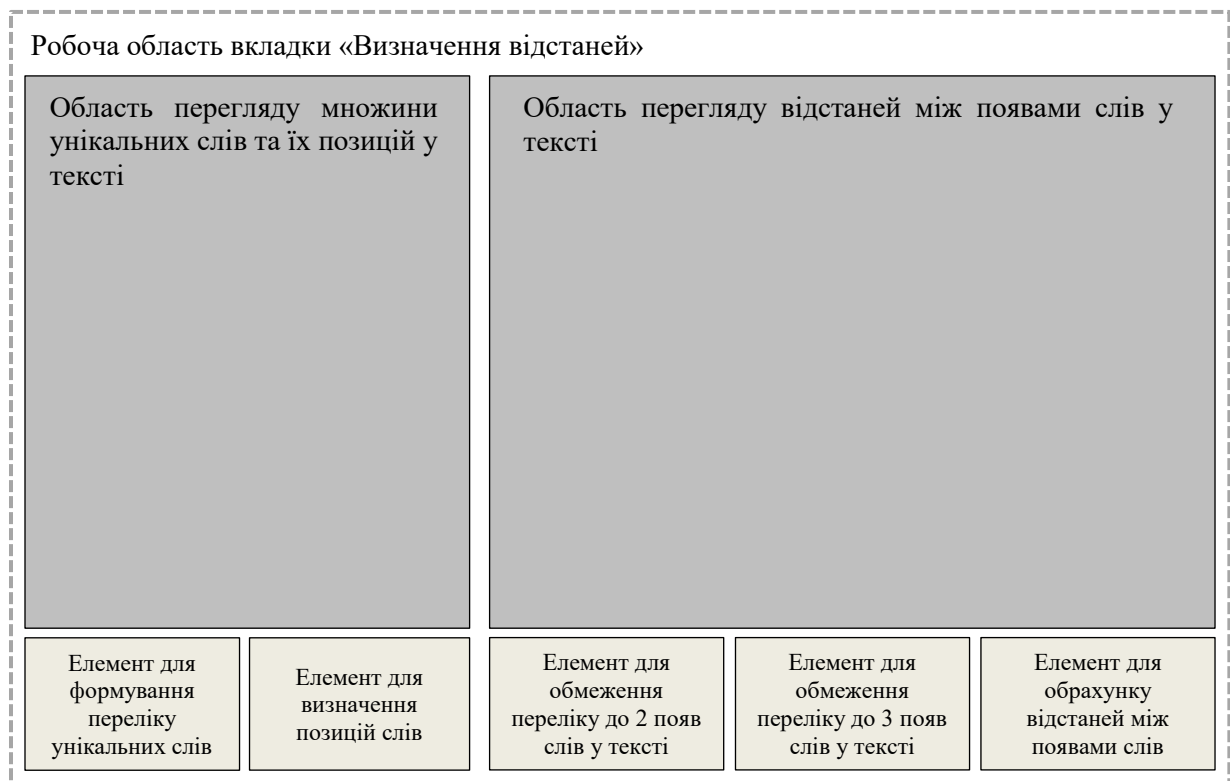 Робоча область вкладки «Визначення відстаней»
Область перегляду множини
унікальних слів та їх позицій у
тексті
Область перегляду відстаней між появами слів у
тексті
Елемент для
формування
переліку
унікальних слів
Елемент для
визначення
позицій слів
Елемент для
обмеження
переліку до 2 появ
слів у тексті
Елемент для
обмеження
переліку до 3 появ
слів у тексті
Елемент для
обрахунку
відстаней між
появами слів